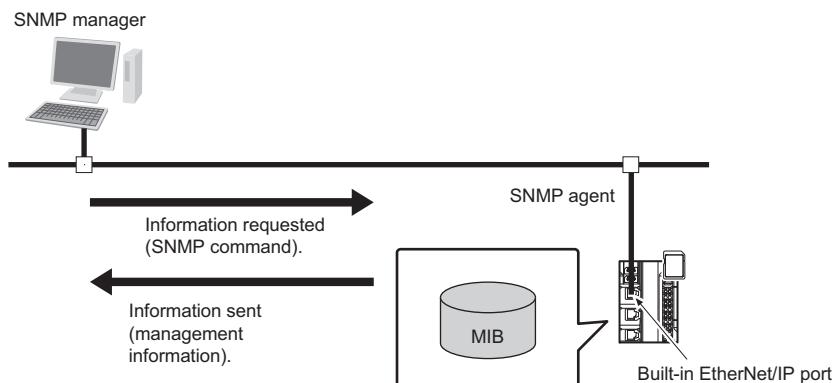 SNMP manager
SNMP agent
Information requested
(SNMP command).
Information sent
(management
information).
MIB
Built-in EtherNet/IP port